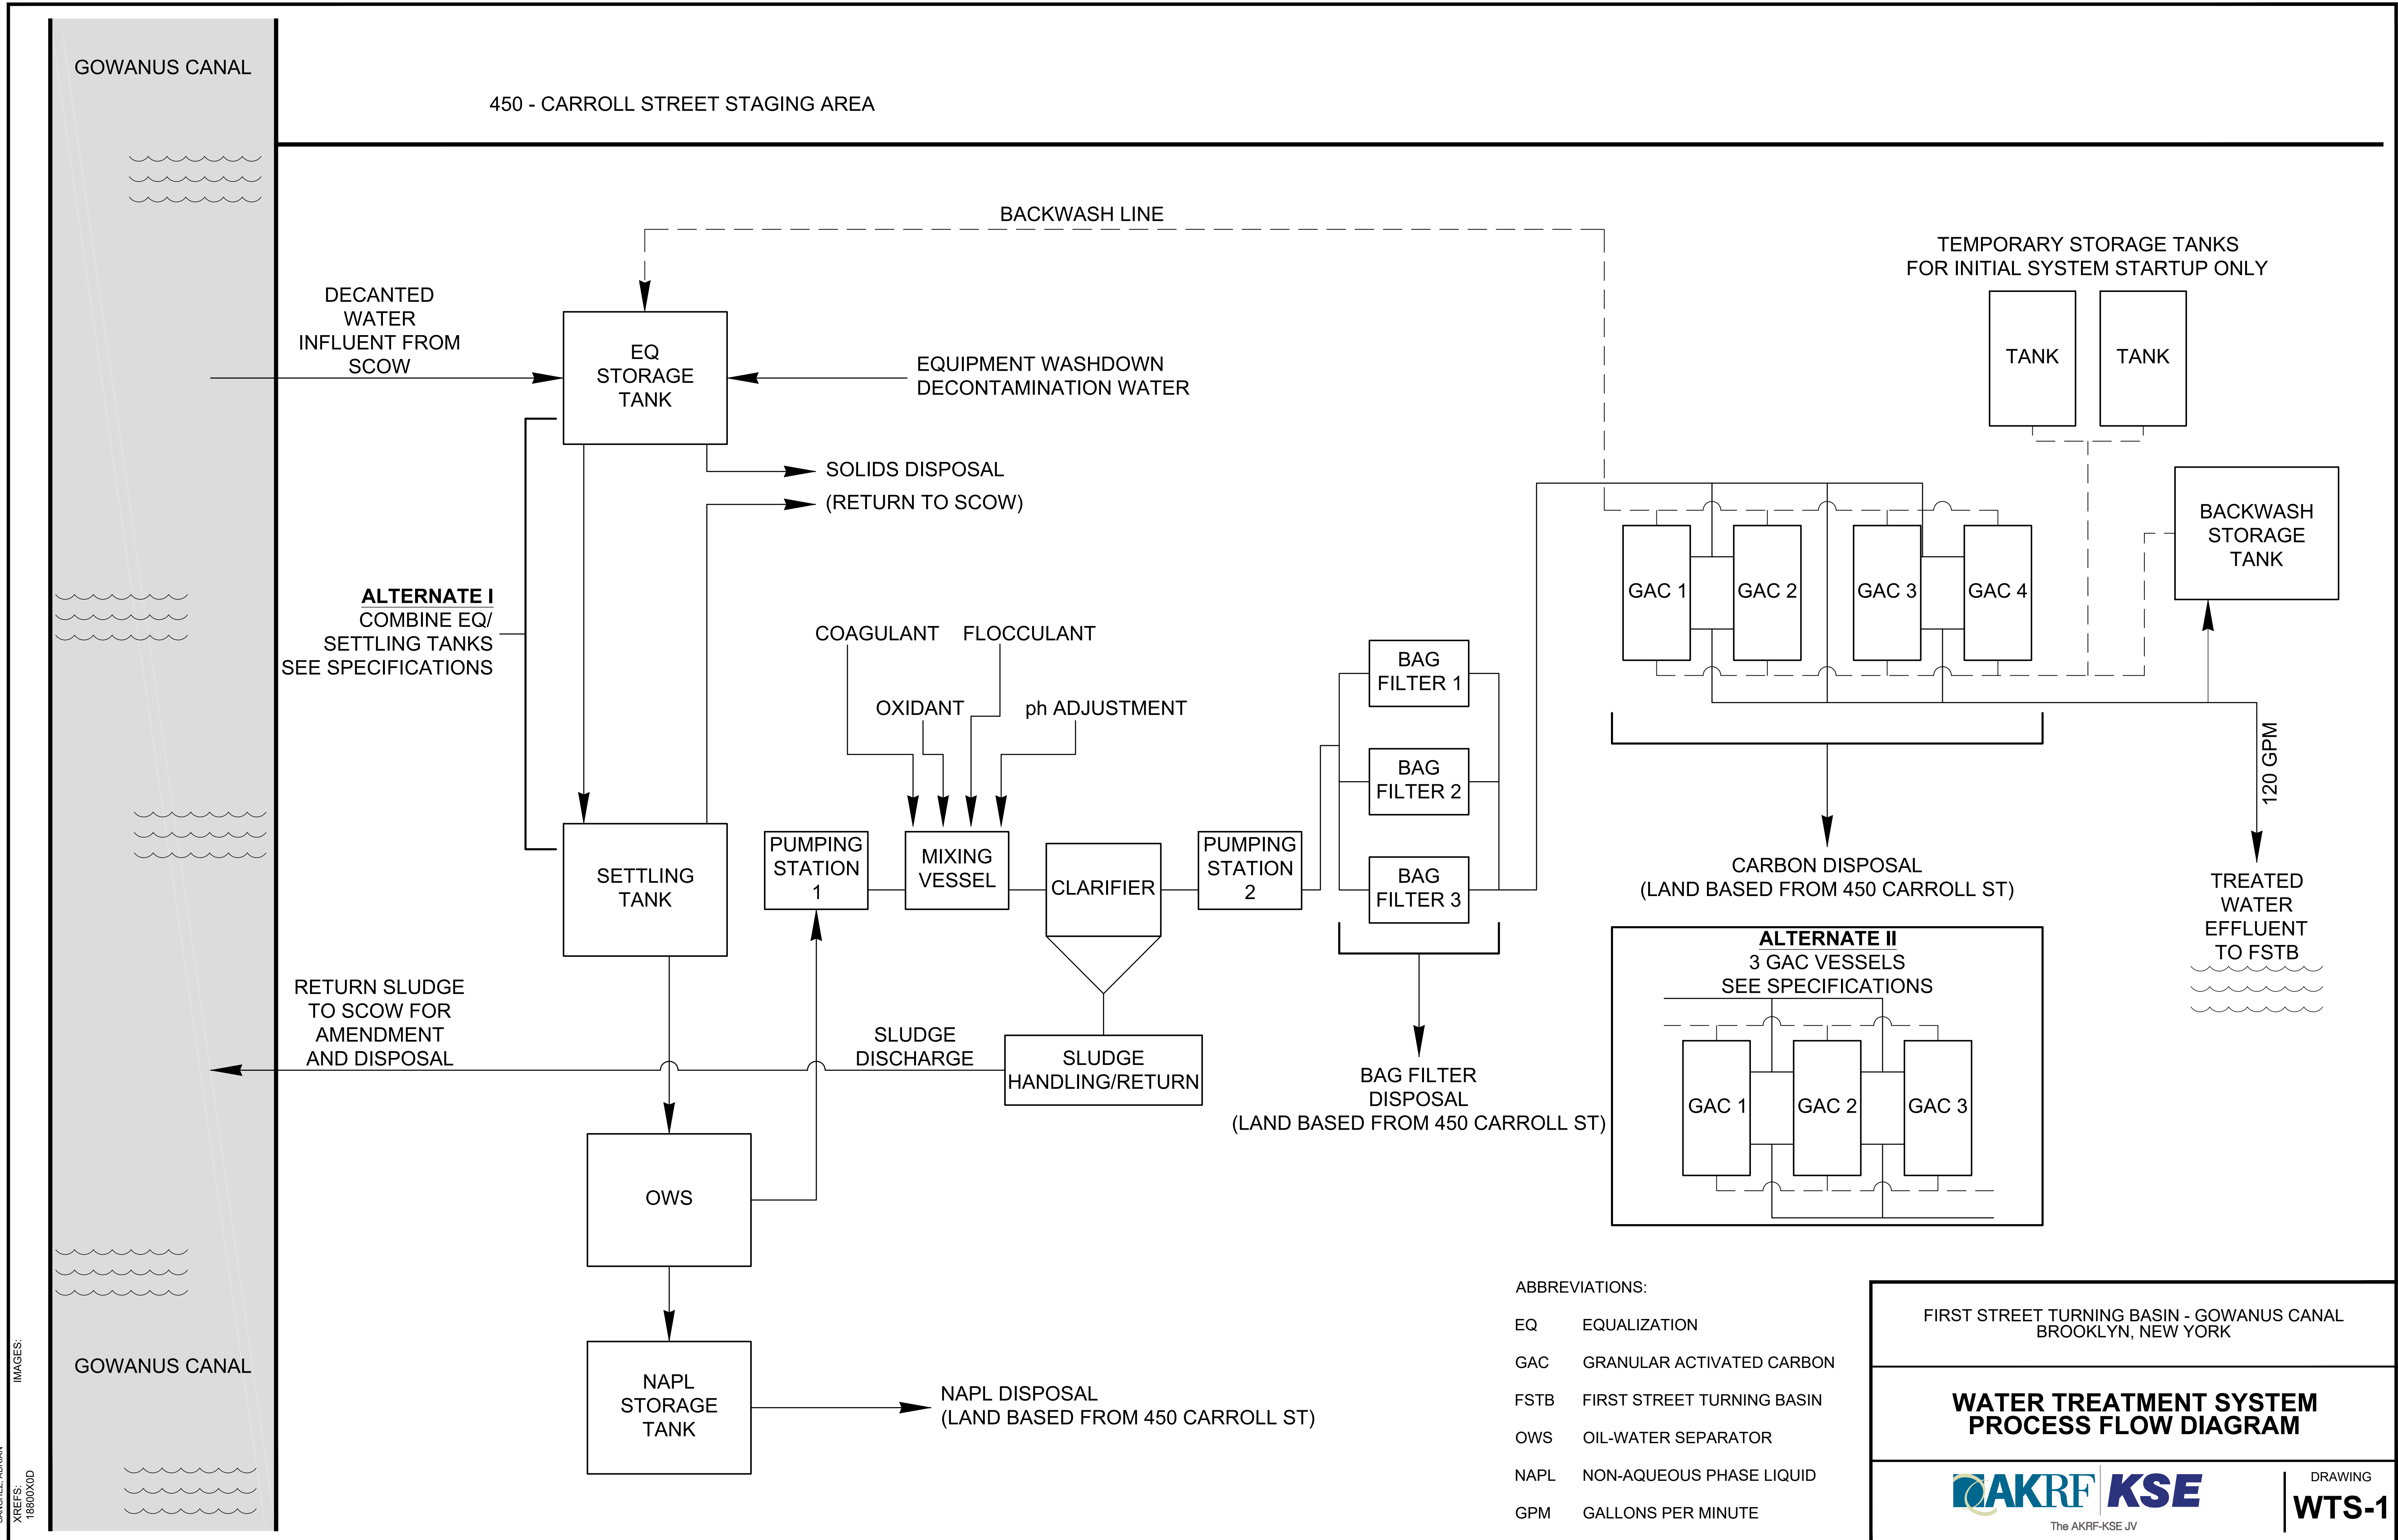 GOWANUS CANAL
450 - CARROLL STREET STAGING AREA
BACKWASH LINE
TEMPORARY STORAGE TANKS
FOR INITIAL SYSTEM STARTUP ONLY
TANK
TANK
DECANTED
WATER
INFLUENT FROM
SCOW
EQ
STORAGE
TANK
EQUIPMENT WASHDOWN
DECONTAMINATION WATER
SOLIDS DISPOSAL
(RETURN TO SCOW)
BACKWASH
STORAGE
TANK
GAC 1
GAC 2
GAC 3
GAC 4
ALTERNATE I
COMBINE EQ/
SETTLING TANKS
SEE SPECIFICATIONS
COAGULANT
FLOCCULANT
OXIDANT
ph ADJUSTMENT
BAG
FILTER 1
BAG
FILTER 2
BAG
FILTER 3
120 GPM
SETTLING
TANK
PUMPING
STATION
1
MIXING
VESSEL
CLARIFIER
PUMPING
STATION
2
CARBON DISPOSAL
(LAND BASED FROM 450 CARROLL ST)
TREATED
WATER
EFFLUENT
TO FSTB
ALTERNATE II
3 GAC VESSELS
SEE SPECIFICATIONS
GAC 1
GAC 2
GAC 3
RETURN SLUDGE
TO SCOW FOR
AMENDMENT
AND DISPOSAL
SLUDGE
DISCHARGE
SLUDGE
HANDLING/RETURN
BAG FILTER
DISPOSAL
(LAND BASED FROM 450 CARROLL ST)
OWS
NAPL
STORAGE
TANK
NAPL DISPOSAL
(LAND BASED FROM 450 CARROLL ST)
GOWANUS CANAL
ABBREVIATIONS:
EQ EQUALIZATION
GAC GRANULAR ACTIVATED CARBON
FSTB FIRST STREET TURNING BASIN
OWS OIL-WATER SEPARATOR
NAPL NON-AQUEOUS PHASE LIQUID
GPM GALLONS PER MINUTE
FIRST STREET TURNING BASIN - GOWANUS CANAL
BROOKLYN, NEW YORK
WATER TREATMENT SYSTEM
PROCESS FLOW DIAGRAM
AKRF KSE
The AKRF-KSE JV
DRAWING
WTS-1
IMAGES:
XREFS:
18800X0D